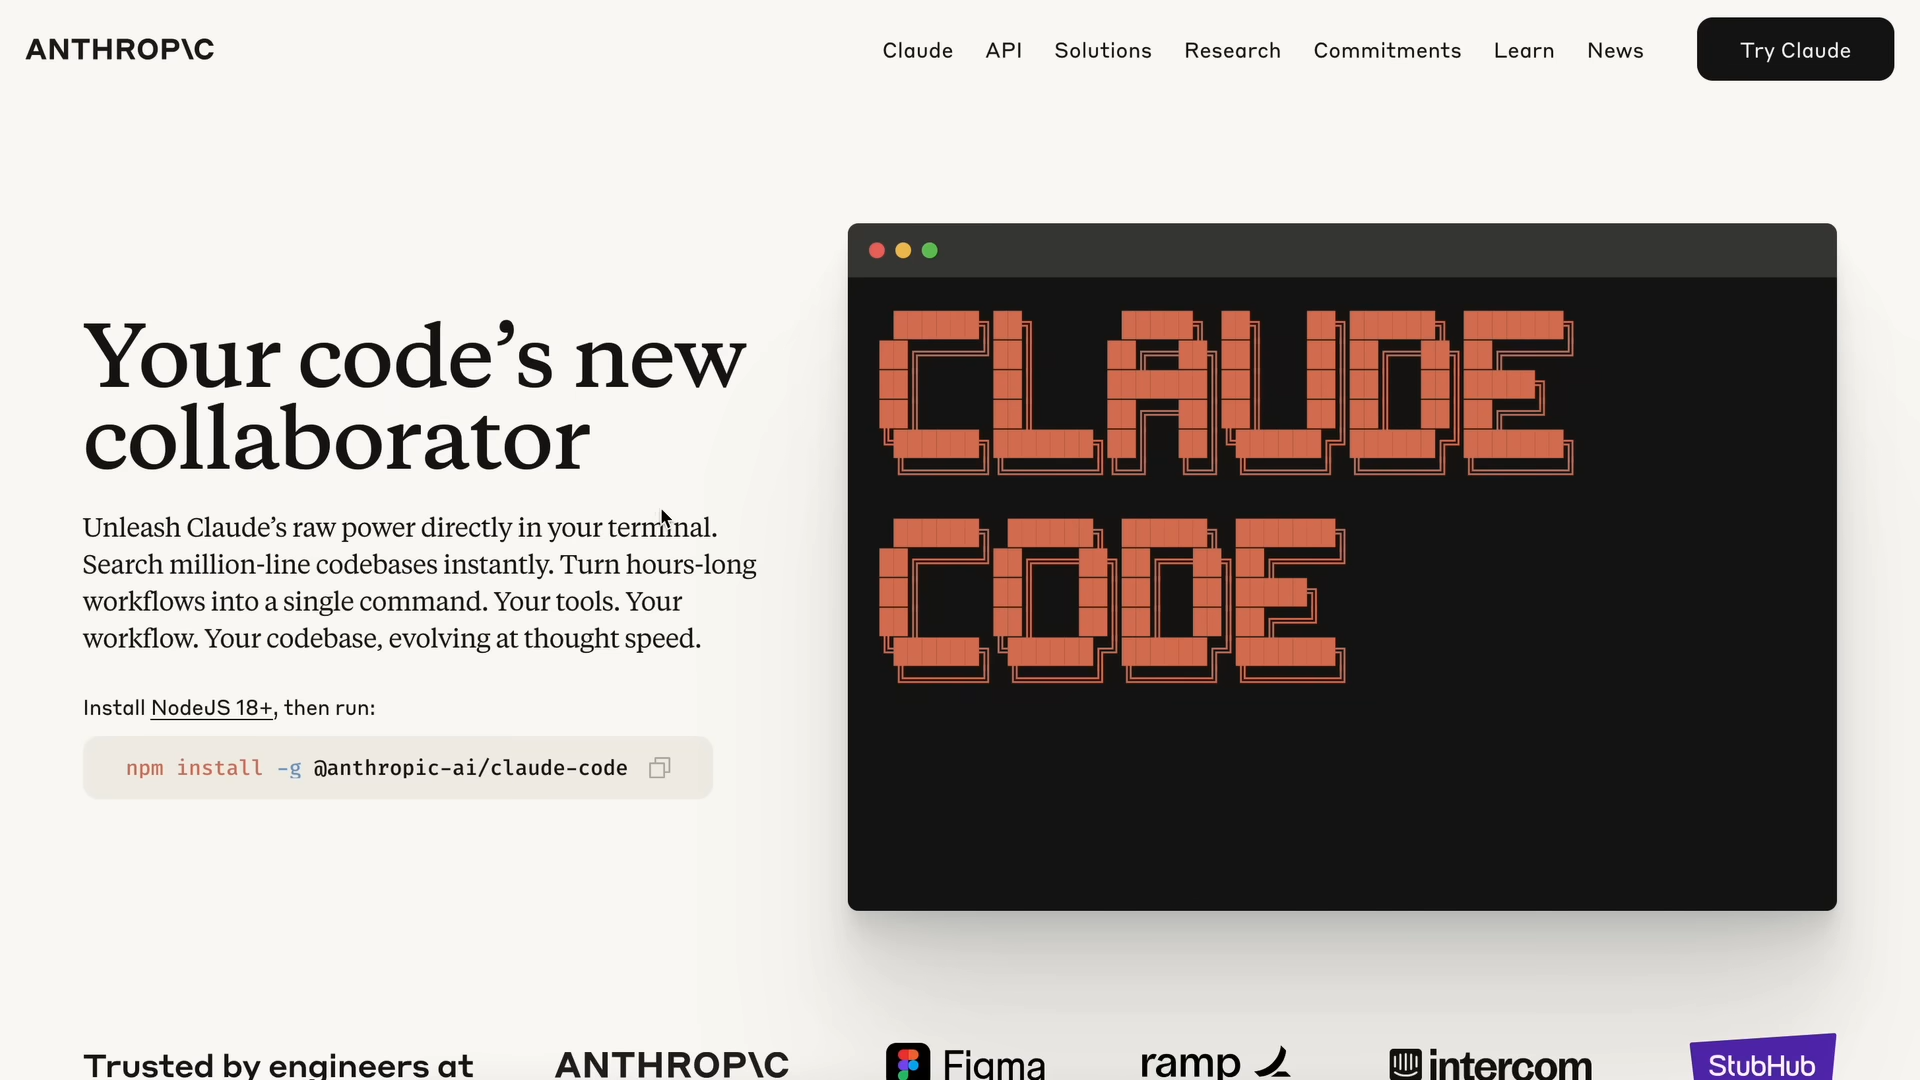 ANTHROP\C
Claude API Solutions Research Commitments Learn News Try Claude
Your code’s new
collaborator
Unleash Claude’s raw power directly in your terminal.
Search million-line codebases instantly. Turn hours-long
workflows into a single command. Your tools. Your
workflow. Your codebase, evolving at thought speed.
Install NodeJS 18+, then run:
npm install -g @anthropic-ai/claude-code
CLAUDE
CODE
Trusted by engineers at ANTHROP\C Figma ramp intercom StubHub